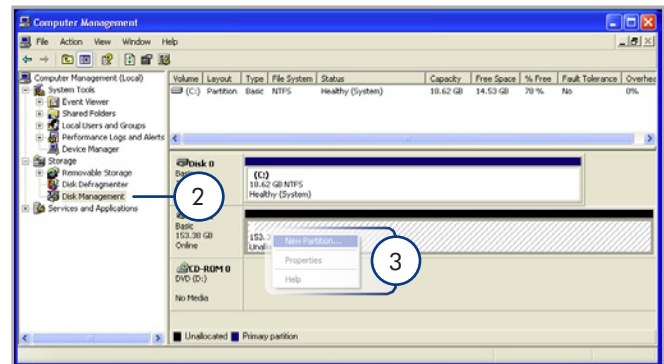 Computer Management
File Action View Window Help
Computer Management (Local)
System Tools
Event Viewer
Shared Folders
Local Users and Groups
Performance Logs and Alerts
Device Manager
Storage
Removable Storage
Disk Defragmenter
Disk Management
Services and Applications
Volume Layout Type File System Status Capacity Free Space % Free Fault Tolerance Overhea
(C:) Partition Basic NTFS Healthy (System) 18.62 GB 14.53 GB 78 % No 0%
Disk 0
(C:)
18.62 GB NTFS
Healthy (System)
2
Basic
153.38 GB
Online
153.
Unall
New Partition...
Properties
Help
3
CD-ROM 0
DVD (D:)
No Media
Unallocated Primary partition